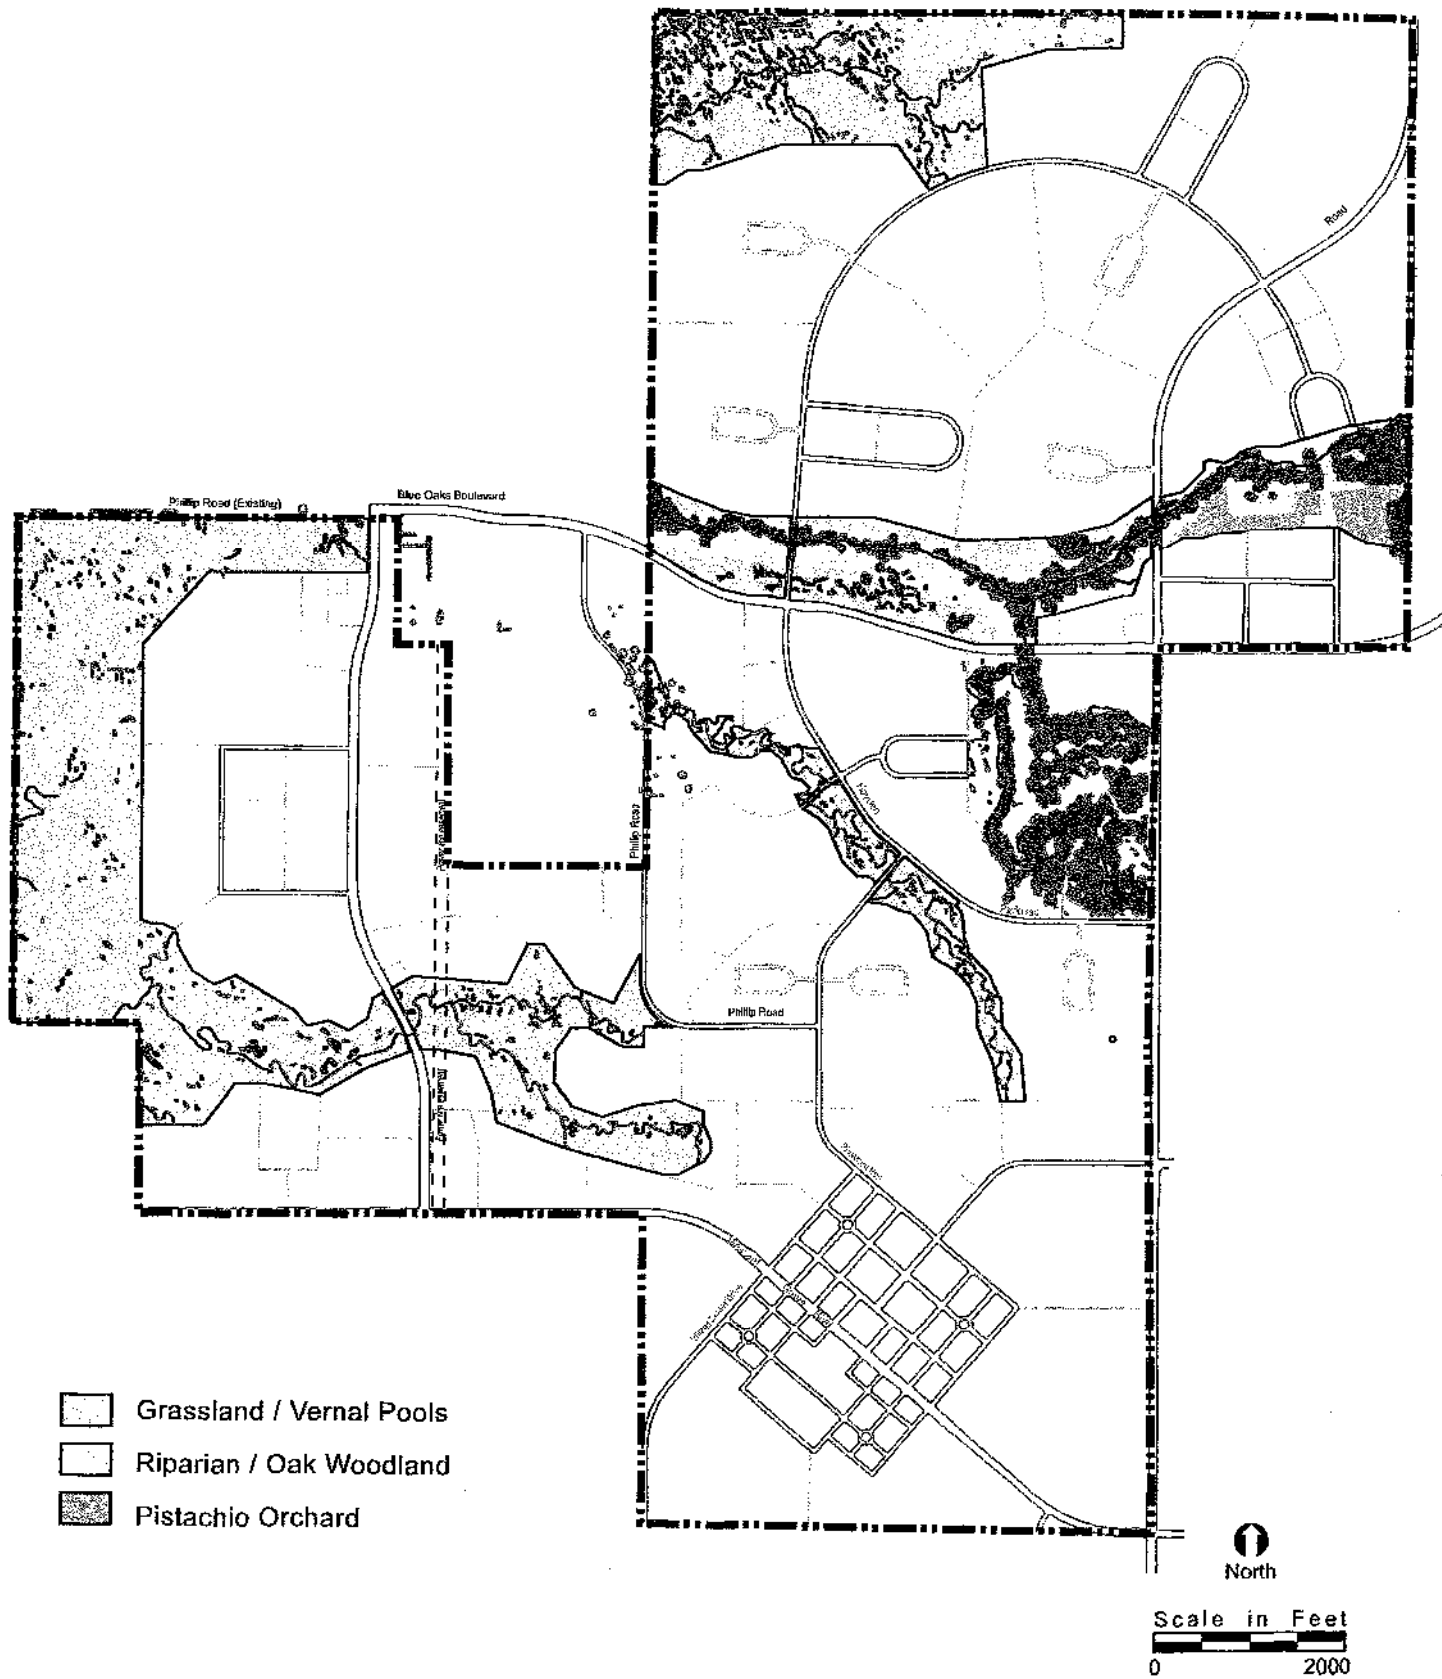 Road
Blue Oaks Boulevard
Phillip Road (Existing)
Phillip Road
Hayden
Phillip Road
Grassland / Vernal Pools
Riparian / Oak Woodland
Pistachio Orchard
North
Scale in Feet
0 2000